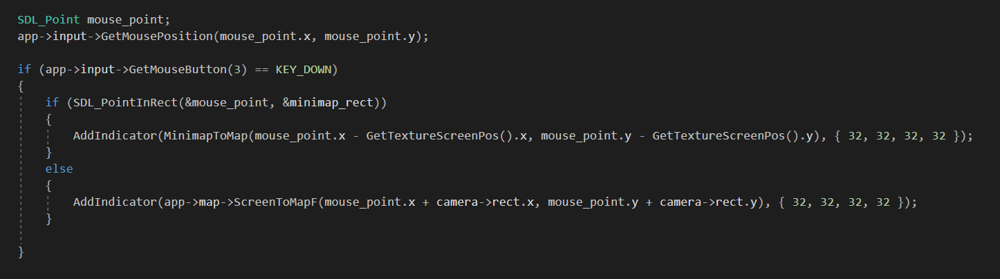 SDL_Point mouse_point;
app->input->GetMousePosition(mouse_point.x, mouse_point.y);
if (app->input->GetMouseButton(3) == KEY_DOWN)
{
if (SDL_PointInRect(&mouse_point, &minimap_rect))
{
AddIndicator(MinimapToMap(mouse_point.x - GetTextureScreenPos().x, mouse_point.y - GetTextureScreenPos().y), { 32, 32, 32, 32 });
}
else
{
AddIndicator(app->map->ScreenToMapF(mouse_point.x + camera->rect.x, mouse_point.y + camera->rect.y), { 32, 32, 32, 32 });
}
}